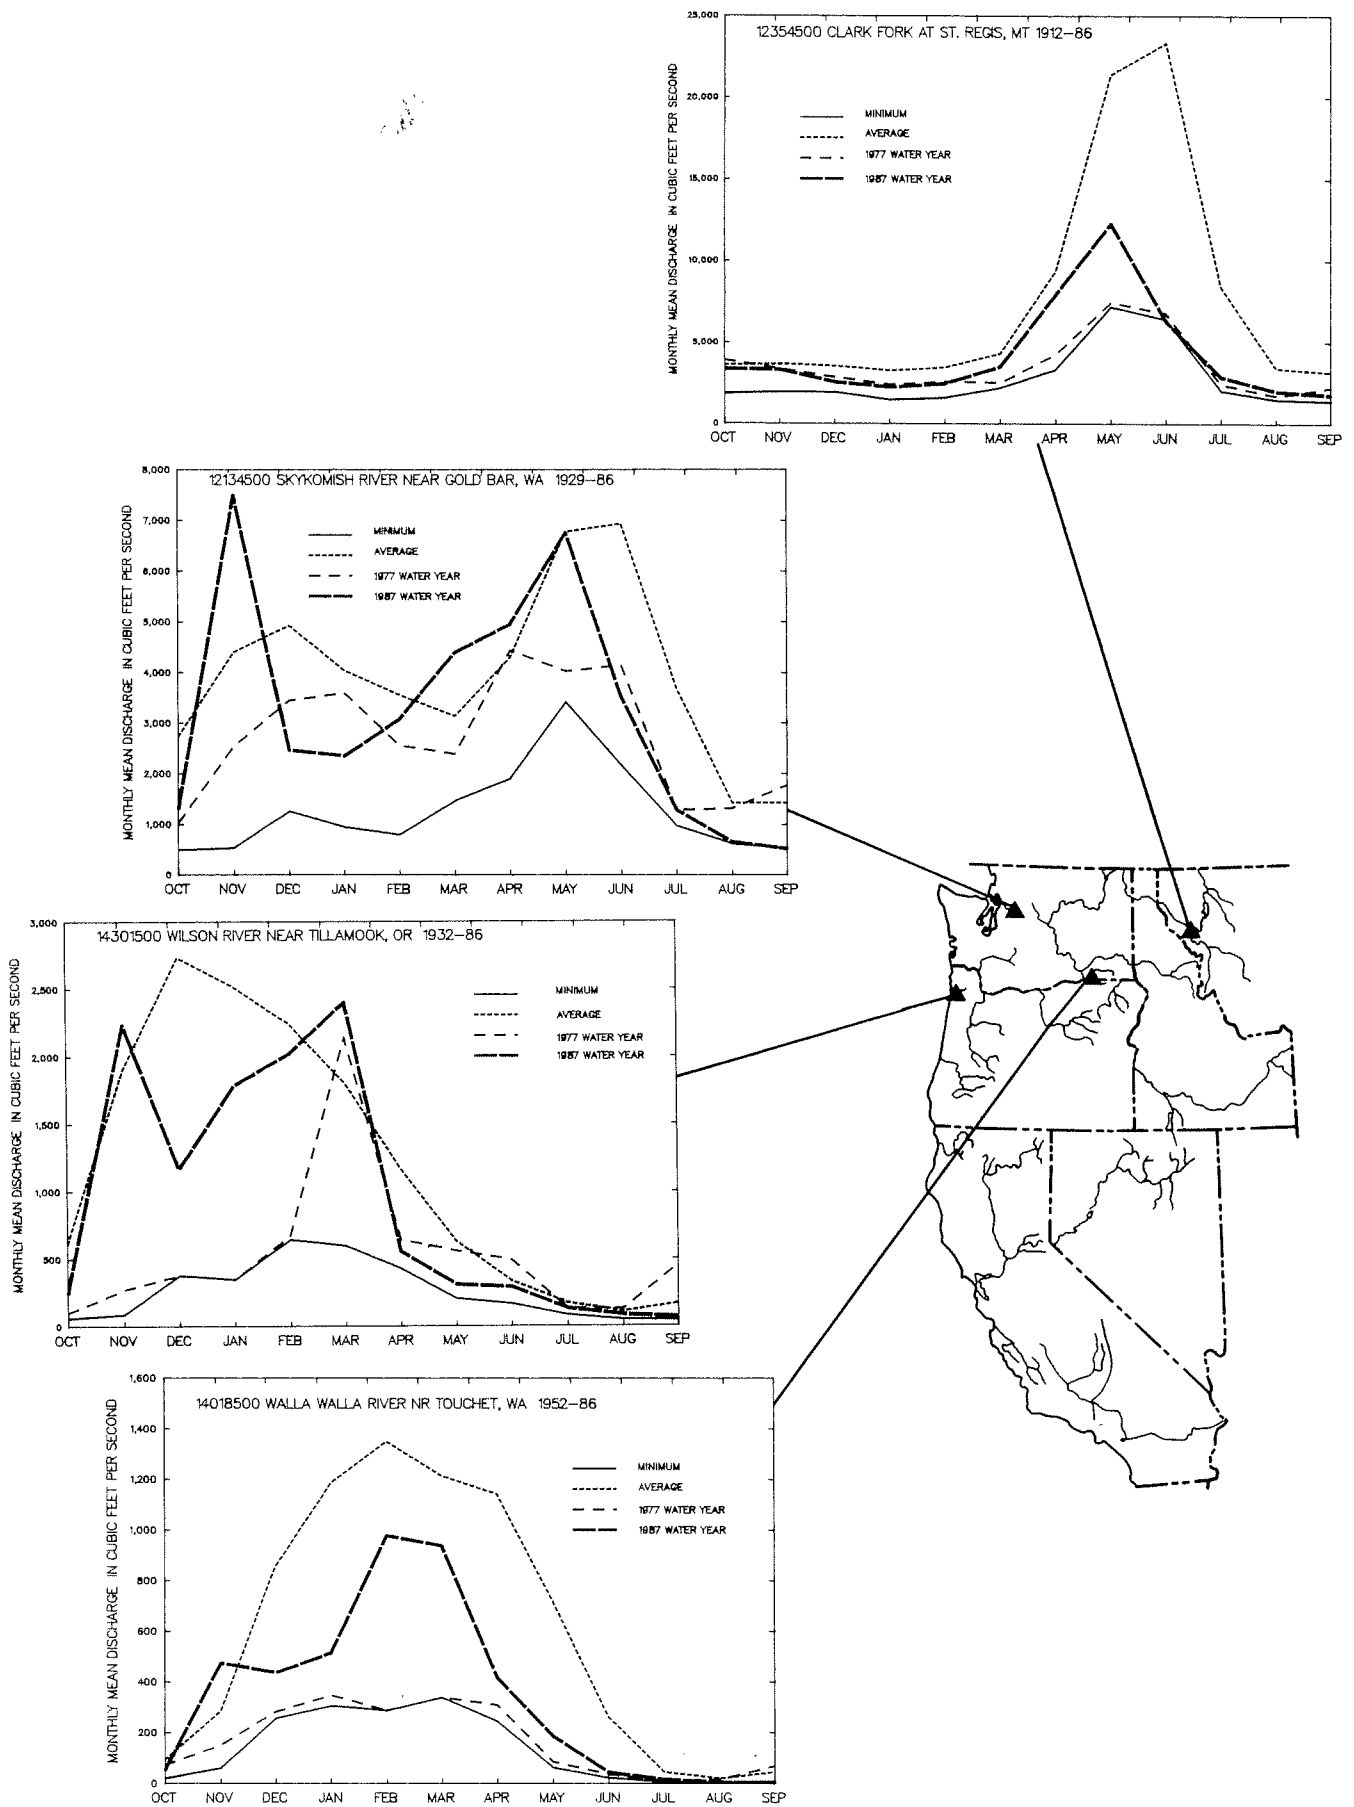 12354500 CLARK FORK AT ST. REGIS, MT 1912-86
MONTHLY MEAN DISCHARGE IN CUBIC FEET PER SECOND
25,000
20,000
15,000
10,000
5,000
0
MINIMUM
AVERAGE
1977 WATER YEAR
1987 WATER YEAR
OCT NOV DEC JAN FEB MAR APR MAY JUN JUL AUG SEP
12134500 SKYKOMISH RIVER NEAR GOLD BAR, WA 1929-86
MONTHLY MEAN DISCHARGE IN CUBIC FEET PER SECOND
8,000
7,000
6,000
5,000
4,000
3,000
2,000
1,000
0
MINIMUM
AVERAGE
1977 WATER YEAR
1987 WATER YEAR
OCT NOV DEC JAN FEB MAR APR MAY JUN JUL AUG SEP
14301500 WILSON RIVER NEAR TILLAMOOK, OR 1932-86
MONTHLY MEAN DISCHARGE IN CUBIC FEET PER SECOND
3,000
2,500
2,000
1,500
1,000
500
0
MINIMUM
AVERAGE
1977 WATER YEAR
1987 WATER YEAR
OCT NOV DEC JAN FEB MAR APR MAY JUN JUL AUG SEP
14018500 WALLA WALLA RIVER NR TOUCHET, WA 1952-86
MONTHLY MEAN DISCHARGE IN CUBIC FEET PER SECOND
1,600
1,400
1,200
1,000
800
600
400
200
0
MINIMUM
AVERAGE
1977 WATER YEAR
1987 WATER YEAR
OCT NOV DEC JAN FEB MAR APR MAY JUN JUL AUG SEP